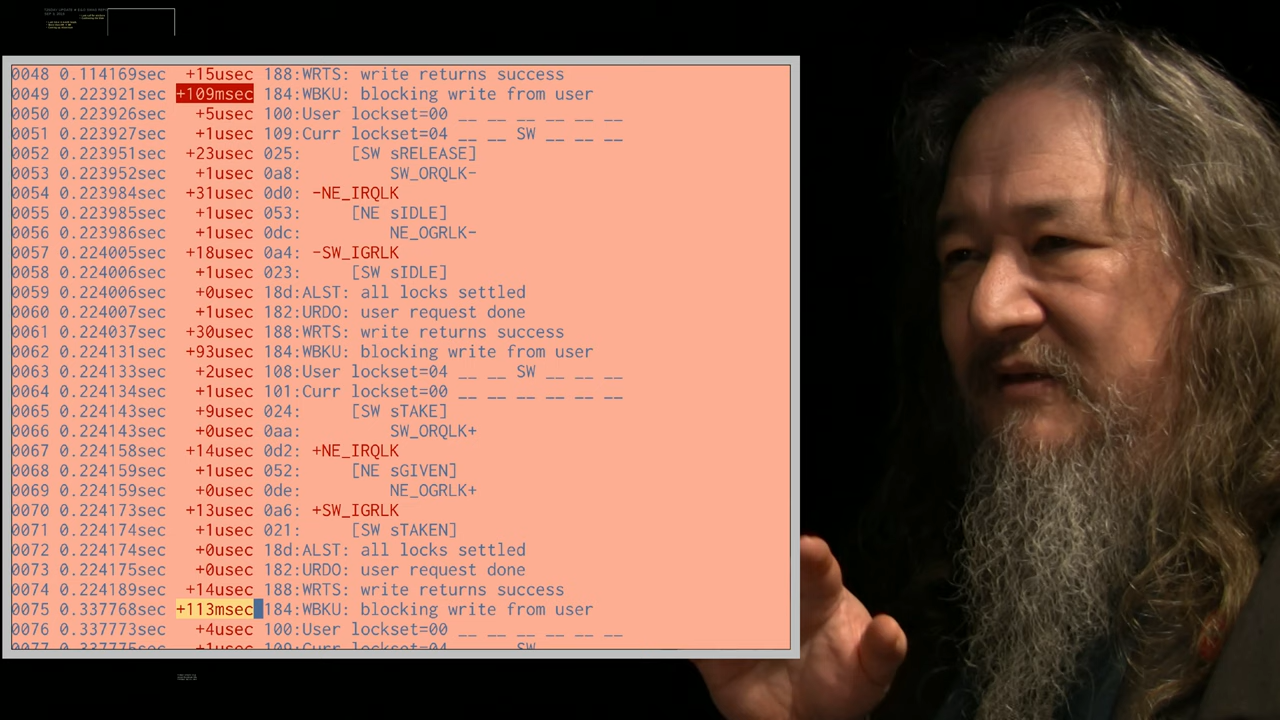 0048 0.114169sec +15usec 188:WRTS: write returns success
0049 0.223921sec +109msec 184:WBKU: blocking write from user
0050 0.223926sec +5usec 100:User lockset=00 __ __ __ __ __ __
0051 0.223927sec +1usec 109:Curr lockset=04 __ __ SW __ __ __
0052 0.223951sec +23usec 025: [SW sRELEASE]
0053 0.223952sec +1usec 0a8: SW_ORQLK-
0054 0.223984sec +31usec 0d0: -NE_IRQLK
0055 0.223985sec +1usec 053: [NE sIDLE]
0056 0.223986sec +1usec 0dc: NE_OGRLK-
0057 0.224005sec +18usec 0a4: -SW_IGRLK
0058 0.224006sec +1usec 023: [SW sIDLE]
0059 0.224006sec +0usec 18d:ALST: all locks settled
0060 0.224007sec +1usec 182:URDO: user request done
0061 0.224037sec +30usec 188:WRTS: write returns success
0062 0.224131sec +93usec 184:WBKU: blocking write from user
0063 0.224133sec +2usec 108:User lockset=04 __ __ SW __ __ __
0064 0.224134sec +1usec 101:Curr lockset=00 __ __ __ __ __ __
0065 0.224143sec +9usec 024: [SW sTAKE]
0066 0.224143sec +0usec 0aa: SW_ORQLK+
0067 0.224158sec +14usec 0d2: +NE_IRQLK
0068 0.224159sec +1usec 052: [NE sGIVEN]
0069 0.224159sec +0usec 0de: NE_OGRLK+
0070 0.224173sec +13usec 0a6: +SW_IGRLK
0071 0.224174sec +1usec 021: [SW sTAKEN]
0072 0.224174sec +0usec 18d:ALST: all locks settled
0073 0.224175sec +0usec 182:URDO: user request done
0074 0.224189sec +14usec 188:WRTS: write returns success
0075 0.337768sec +113msec 184:WBKU: blocking write from user
0076 0.337773sec +4usec 100:User lockset=00 __ __ __ __ __ __
0077 0.337775sec +1usec 109:Curr lockset=04 SW